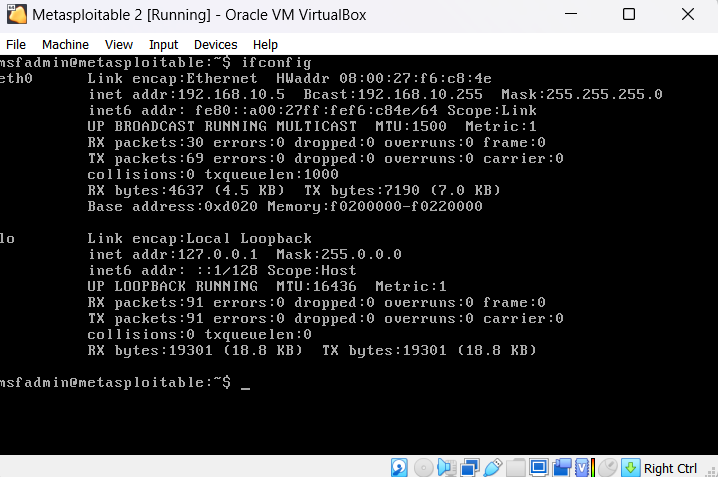 Metasploitable 2 [Running] - Oracle VM VirtualBox
File Machine View Input Devices Help
msfadmin@metasploitable:~$ ifconfig
eth0 Link encap:Ethernet HWaddr 08:00:27:f6:c8:4e
inet addr:192.168.10.5 Bcast:192.168.10.255 Mask:255.255.255.0
inet6 addr: fe80::a00:27ff:fef6:c84e/64 Scope:Link
UP BROADCAST RUNNING MULTICAST MTU:1500 Metric:1
RX packets:30 errors:0 dropped:0 overruns:0 frame:0
TX packets:69 errors:0 dropped:0 overruns:0 carrier:0
collisions:0 txqueuelen:1000
RX bytes:4637 (4.5 KB) TX bytes:7190 (7.0 KB)
Base address:0xd020 Memory:f0200000-f0220000
lo Link encap:Local Loopback
inet addr:127.0.0.1 Mask:255.0.0.0
inet6 addr: ::1/128 Scope:Host
UP LOOPBACK RUNNING MTU:16436 Metric:1
RX packets:91 errors:0 dropped:0 overruns:0 frame:0
TX packets:91 errors:0 dropped:0 overruns:0 carrier:0
collisions:0 txqueuelen:0
RX bytes:19301 (18.8 KB) TX bytes:19301 (18.8 KB)
msfadmin@metasploitable:~$ _
Right Ctrl